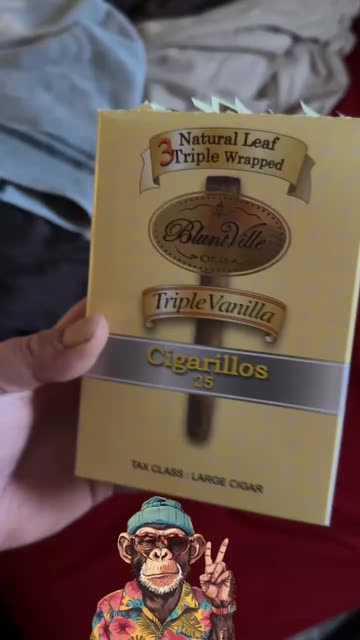 3 Natural Leaf
Triple Wrapped
BluntVille
CIGARS
Triple Vanilla
Cigarillos
25
TAX CLASS : LARGE CIGAR